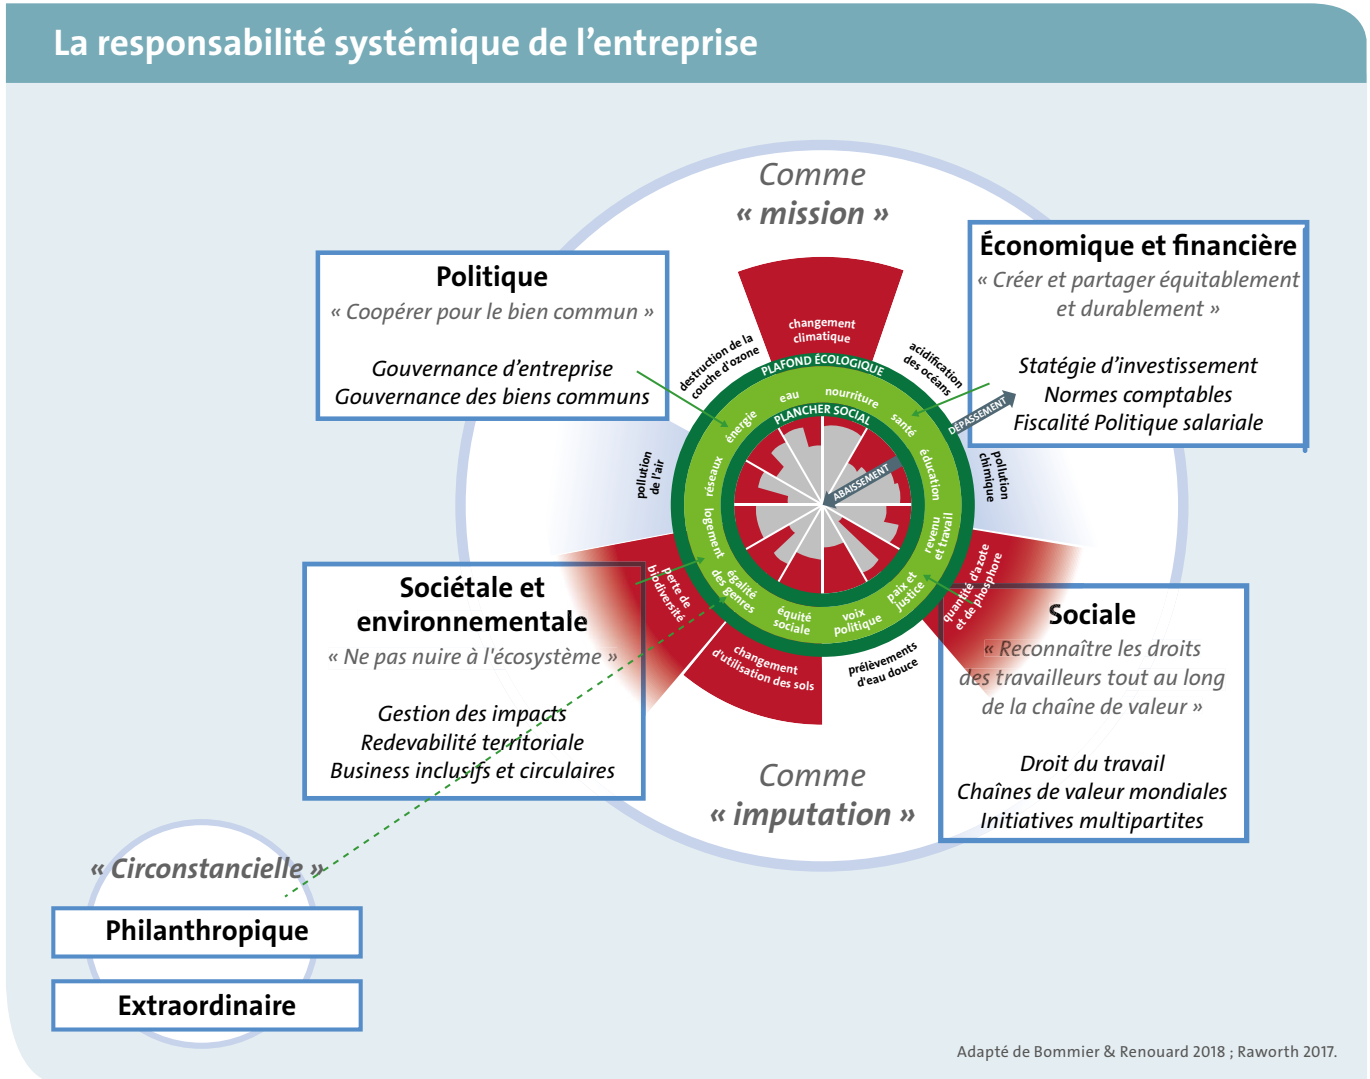 La responsabilité systémique de l'entreprise
Comme
« mission »
Politique
« Coopérer pour le bien commun »
Gouvernance d'entreprise
Gouvernance des biens communs
Économique et financière
« Créer et partager équitablement
et durablement »
Statégie d'investissement
Normes comptables
Fiscalité Politique salariale
changement
climatique
destruction de la
couche d'ozone
acidification
des océans
PLAFOND ÉCOLOGIQUE
eau
nourriture
énergie
santé
PLANCHER SOCIAL
DÉPASSEMENT
ABAISSEMENT
pollution
de l'air
pollution
chimique
réseaux
éducation
logement
revenu
et travail
égalité
des genres
équité
sociale
voix
politique
paix et
justice
perte de
biodiversité
changement
d'utilisation des sols
prélèvements
d'eau douce
quantité d'azote
et de phosphore
Sociétale et
environnementale
« Ne pas nuire à l'écosystème »
Gestion des impacts
Redevabilité territoriale
Business inclusifs et circulaires
Sociale
« Reconnaître les droits
des travailleurs tout au long
de la chaîne de valeur »
Droit du travail
Chaînes de valeur mondiales
Initiatives multipartites
Comme
« imputation »
« Circonstancielle »
Philanthropique
Extraordinaire
Adapté de Bommier & Renouard 2018 ; Raworth 2017.